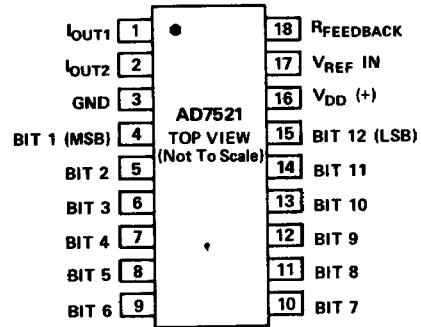 IOUT1 1
IOUT2 2
GND 3
BIT 1 (MSB) 4
BIT 2 5
BIT 3 6
BIT 4 7
BIT 5 8
BIT 6 9
AD7521
TOP VIEW
(Not To Scale)
18 RFEEDBACK
17 VREF IN
16 VDD (+)
15 BIT 12 (LSB)
14 BIT 11
13 BIT 10
12 BIT 9
11 BIT 8
10 BIT 7